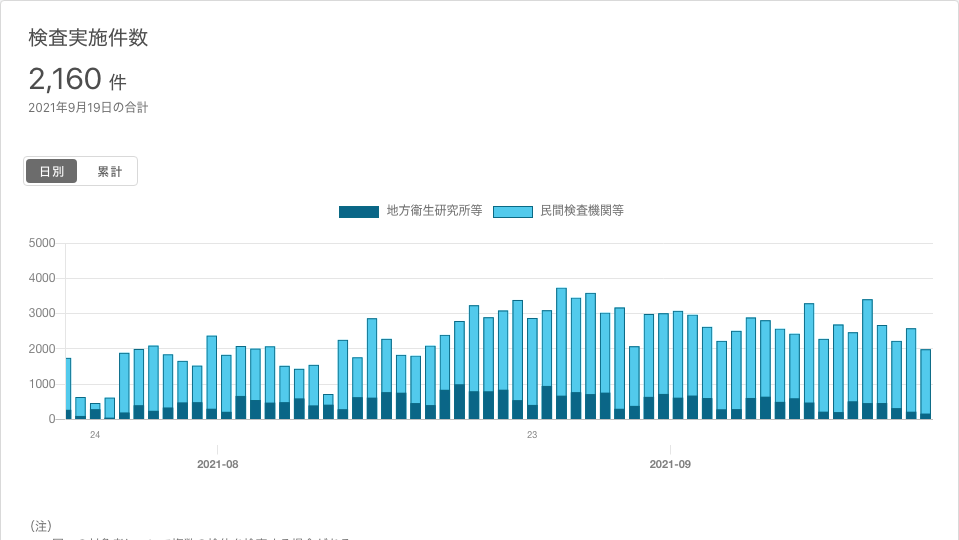 検査実施件数
2,160 件
2021年9月19日の合計
日別 累計
地方衛生研究所等 民間検査機関等
5000
4000
3000
2000
1000
0
24 23
2021-08 2021-09
（注）